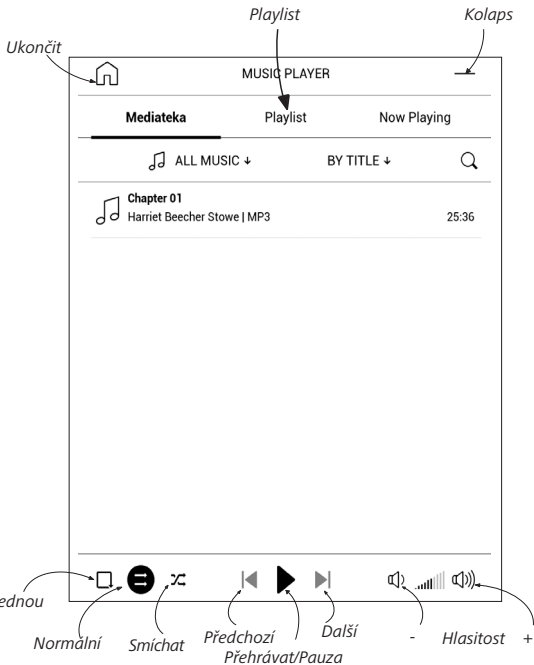 Playlist
Kolaps
Ukončit
MUSIC PLAYER
Mediateka Playlist Now Playing
ALL MUSIC ↓ BY TITLE ↓
Chapter 01
Harriet Beecher Stowe | MP3 25:36
ednou
Normální Smíchat Předchozí Další - Hlasitost +
Přehrávat/Pauza